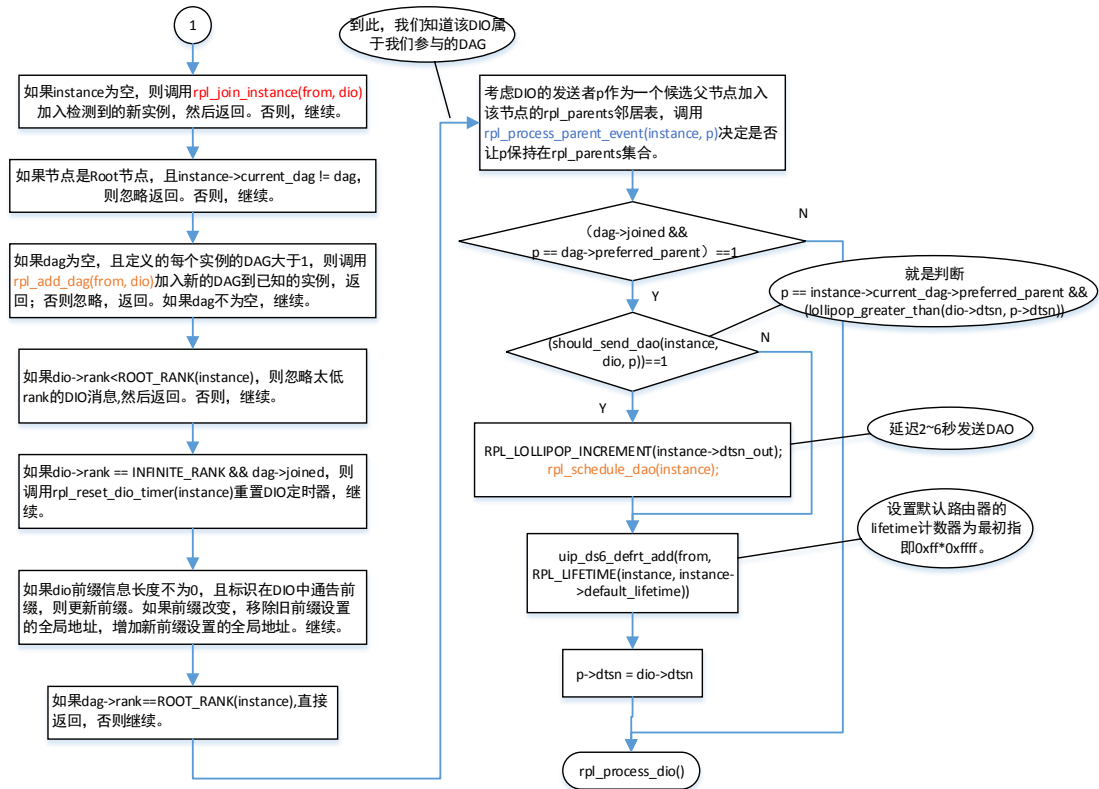 1
如果instance为空，则调用rpl_join_instance(from, dio)
加入检测到的新实例，然后返回。否则，继续。
如果节点是Root节点，且instance->current_dag != dag，
则忽略返回。否则，继续。
如果dag为空，且定义的每个实例的DAG大于1，则调用
rpl_add_dag(from, dio)加入新的DAG到已知的实例，返
回；否则忽略，返回。如果dag不为空，继续。
如果dio->rank<ROOT_RANK(instance)，则忽略太低
rank的DIO消息,然后返回。否则，继续。
如果dio->rank == INFINITE_RANK && dag->joined，则
调用rpl_reset_dio_timer(instance)重置DIO定时器，继
续。
如果dio前缀信息长度不为0，且标识在DIO中通告前
缀，则更新前缀。如果前缀改变，移除旧前缀设置
的全局地址，增加新前缀设置的全局地址。继续。
如果dag->rank==ROOT_RANK(instance),直接
返回，否则继续。
到此，我们知道该DIO属
于我们参与的DAG
考虑DIO的发送者p作为一个候选父节点加入
该节点的rpl_parents邻居表，调用
rpl_process_parent_event(instance, p)决定是否
让p保持在rpl_parents集合。
（dag->joined &&
p == dag->preferred_parent）==1
N
Y
就是判断
p == instance->current_dag->preferred_parent &&
(lollipop_greater_than(dio->dtsn, p->dtsn))
(should_send_dao(instance,
dio, p))==1
N
Y
RPL_LOLLIPOP_INCREMENT(instance->dtsn_out);
rpl_schedule_dao(instance);
延迟2~6秒发送DAO
uip_ds6_defrt_add(from,
RPL_LIFETIME(instance, instance-
>default_lifetime))
设置默认路由器的
lifetime计数器为最初指
即0xff*0xffff。
p->dtsn = dio->dtsn
rpl_process_dio()